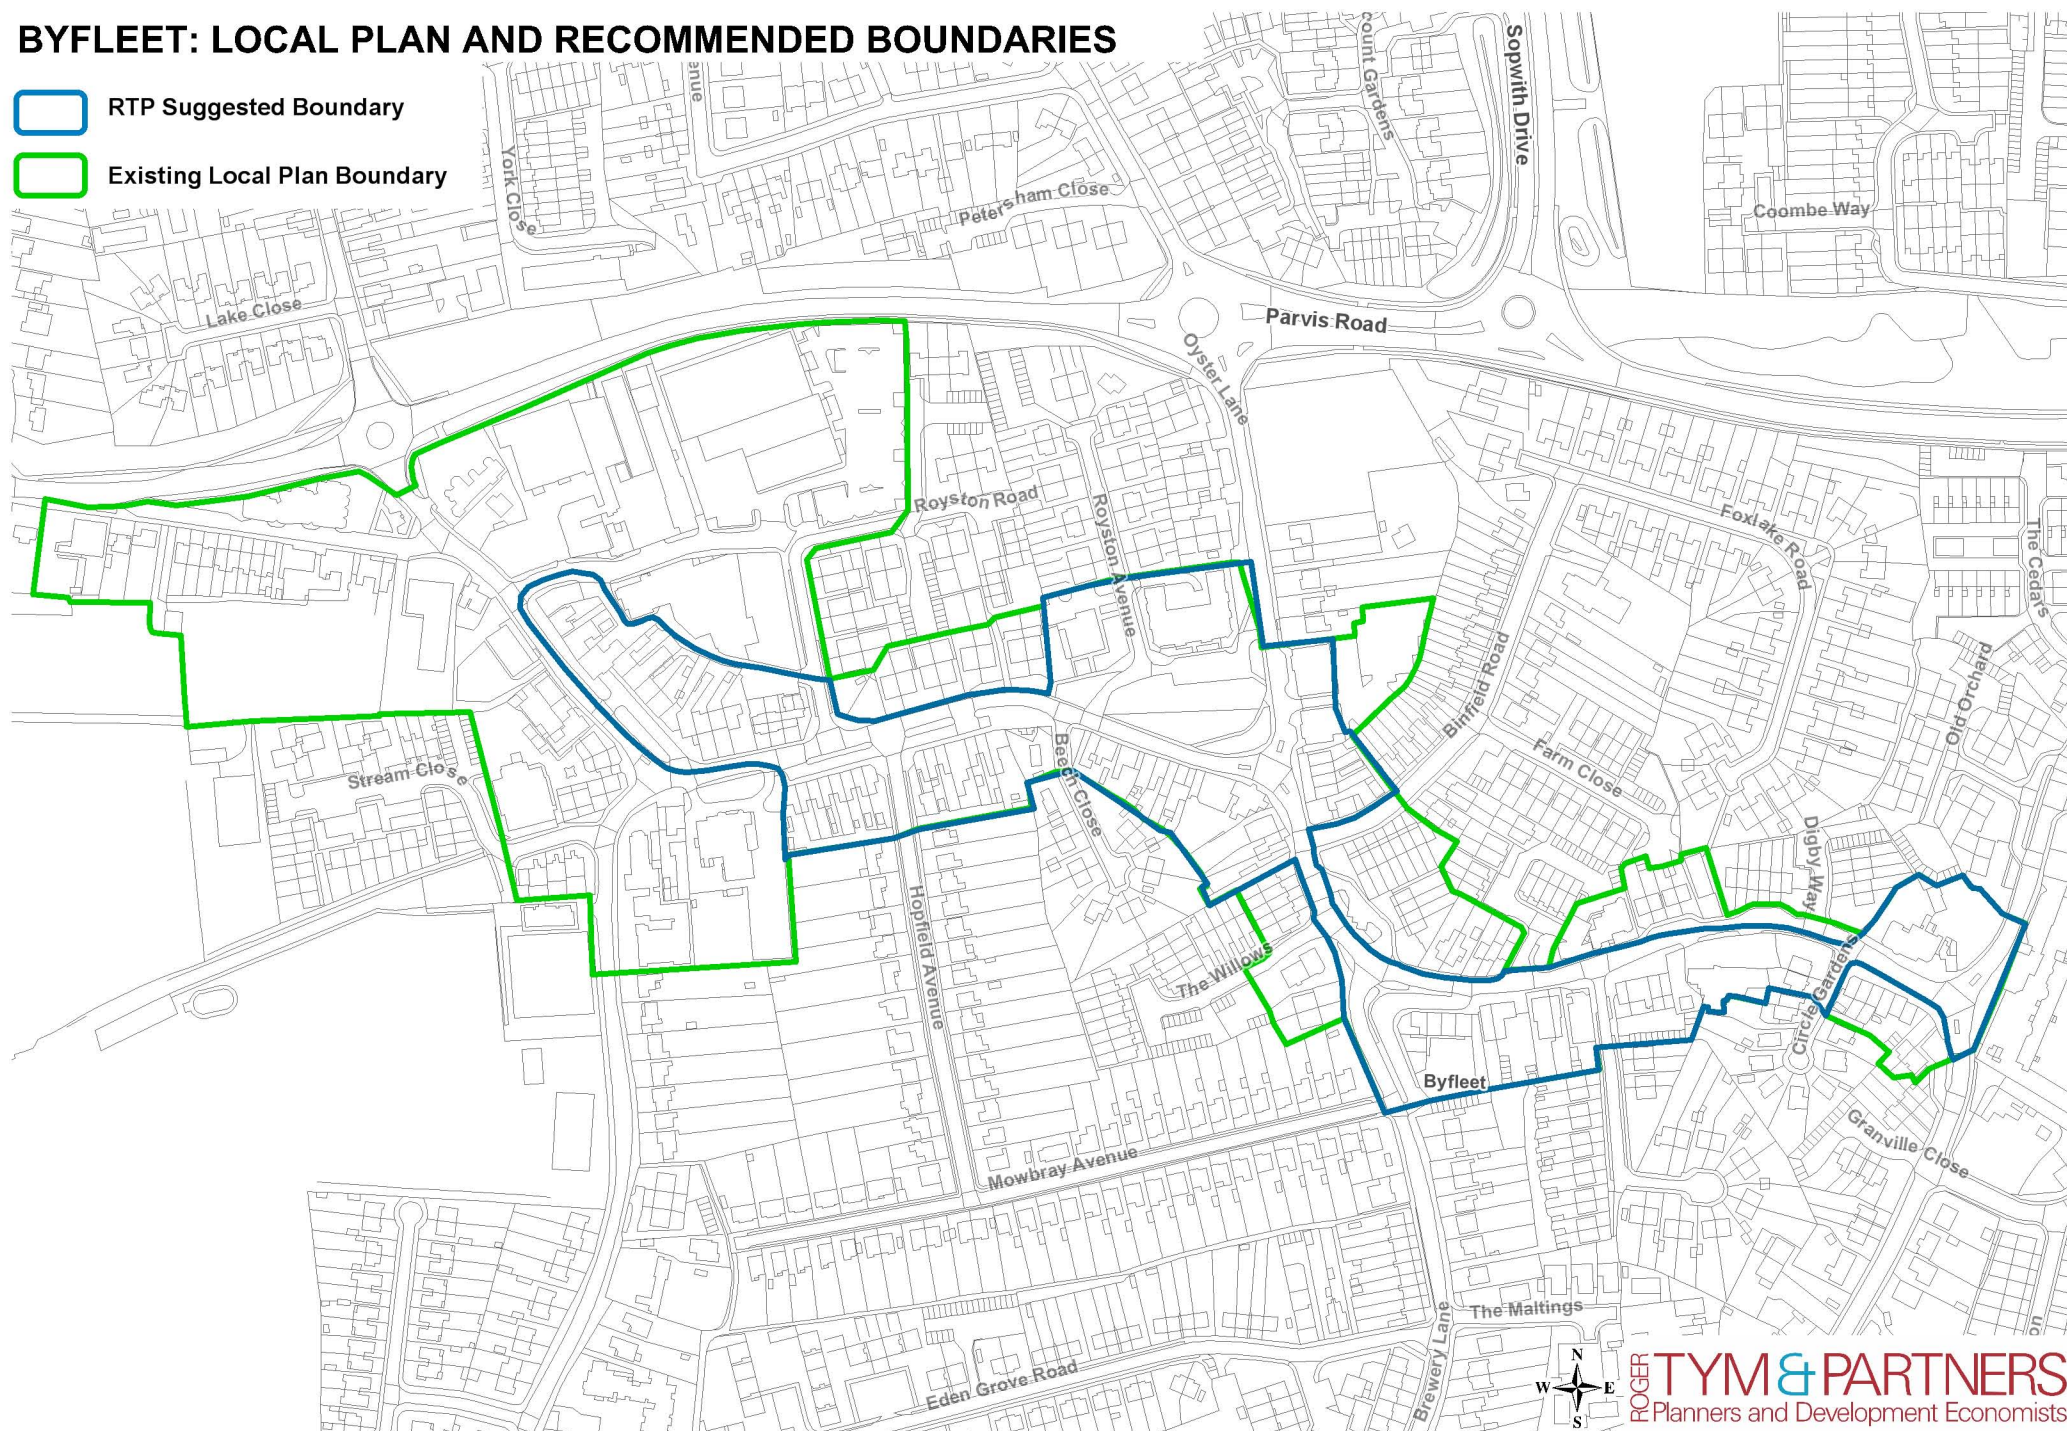 BYFLEET: LOCAL PLAN AND RECOMMENDED BOUNDARIES
RTP Suggested Boundary
Existing Local Plan Boundary
York Close
Petersham Close
Sopwith Drive
Coombe Way
Lake Close
Parvis Road
Oyster Lane
Royston Road
Royston Avenue
Foxlake Road
The Cedars
Old Orchard
Binfield Road
Farm Close
Stream Close
Beech Close
Digby Way
Hopfield Avenue
The Willows
Circle Gardens
Byfleet
Granville Close
Mowbray Avenue
The Maltings
Eden Grove Road
Brewery Lane
N
W E
S
ROGER
TYM & PARTNERS
Planners and Development Economists